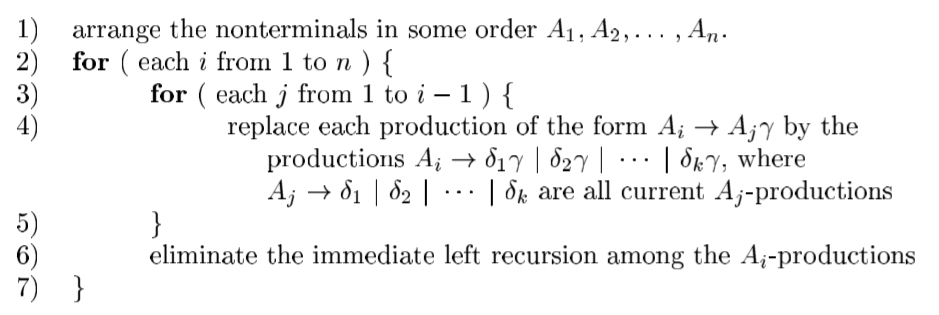 1) arrange the nonterminals in some order A₁, A₂, . . . , Aₙ.
2) for ( each i from 1 to n ) {
3) for ( each j from 1 to i − 1 ) {
4) replace each production of the form Aᵢ → Aⱼγ by the
productions Aᵢ → δ₁γ | δ₂γ | ··· | δₖγ, where
Aⱼ → δ₁ | δ₂ | ··· | δₖ are all current Aⱼ-productions
5) }
6) eliminate the immediate left recursion among the Aᵢ-productions
7) }